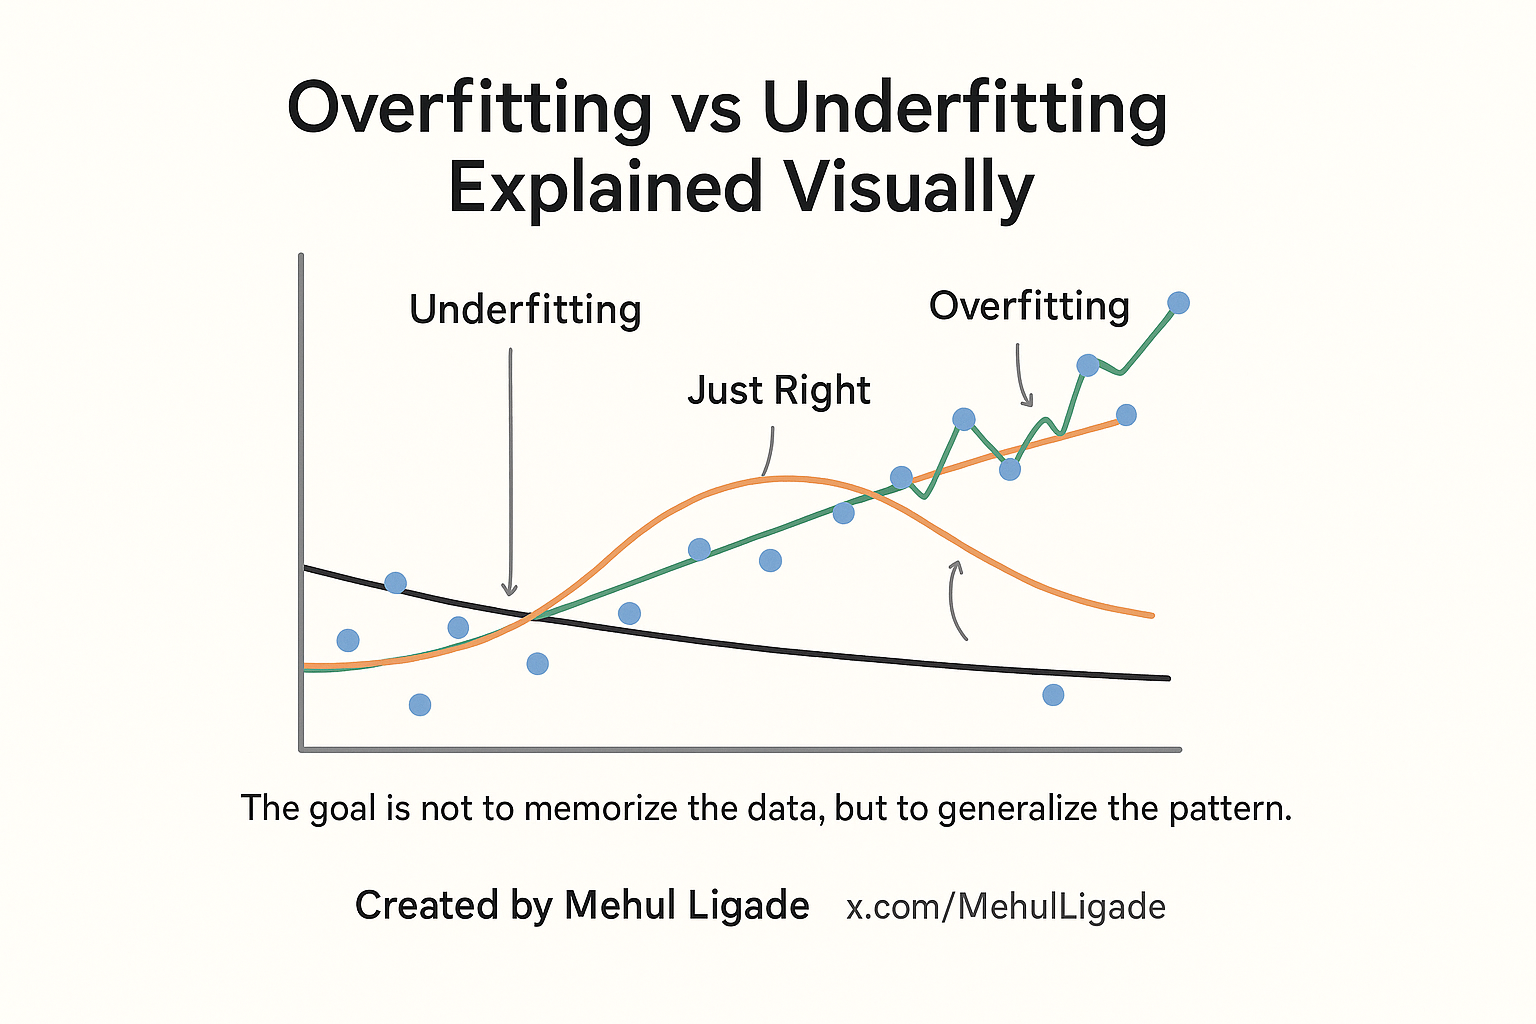 Overfitting vs Underfitting
Explained Visually
Underfitting
Overfitting
Just Right
The goal is not to memorize the data, but to generalize the pattern.
Created by Mehul Ligade x.com/MehulLigade